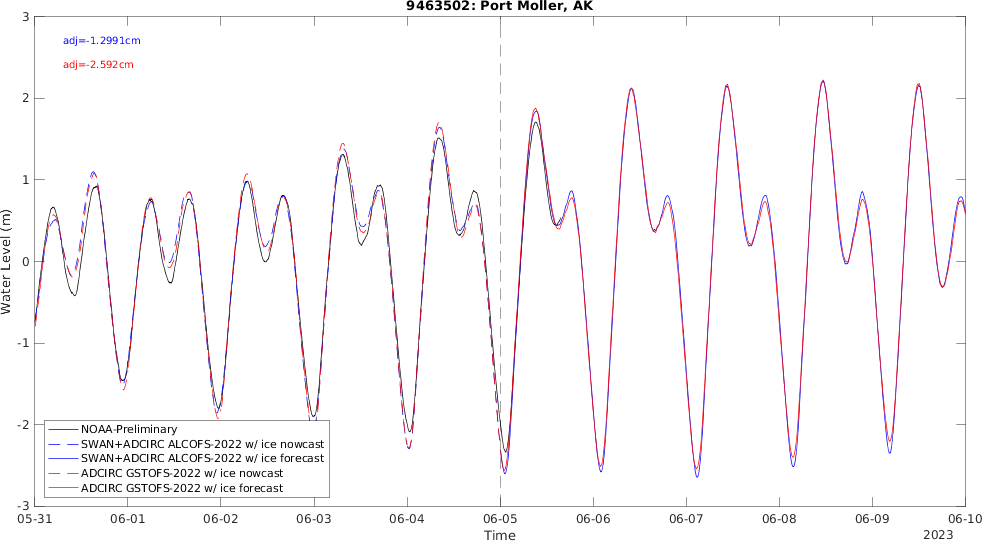 9463502: Port Moller, AK
adj=-1.2991cm
adj=-2.592cm
Water Level (m)
3
2
1
0
-1
-2
-3
NOAA-Preliminary
SWAN+ADCIRC ALCOFS-2022 w/ ice nowcast
SWAN+ADCIRC ALCOFS-2022 w/ ice forecast
ADCIRC GSTOFS-2022 w/ ice nowcast
ADCIRC GSTOFS-2022 w/ ice forecast
05-31 06-01 06-02 06-03 06-04 06-05 06-06 06-07 06-08 06-09 06-10
Time
2023